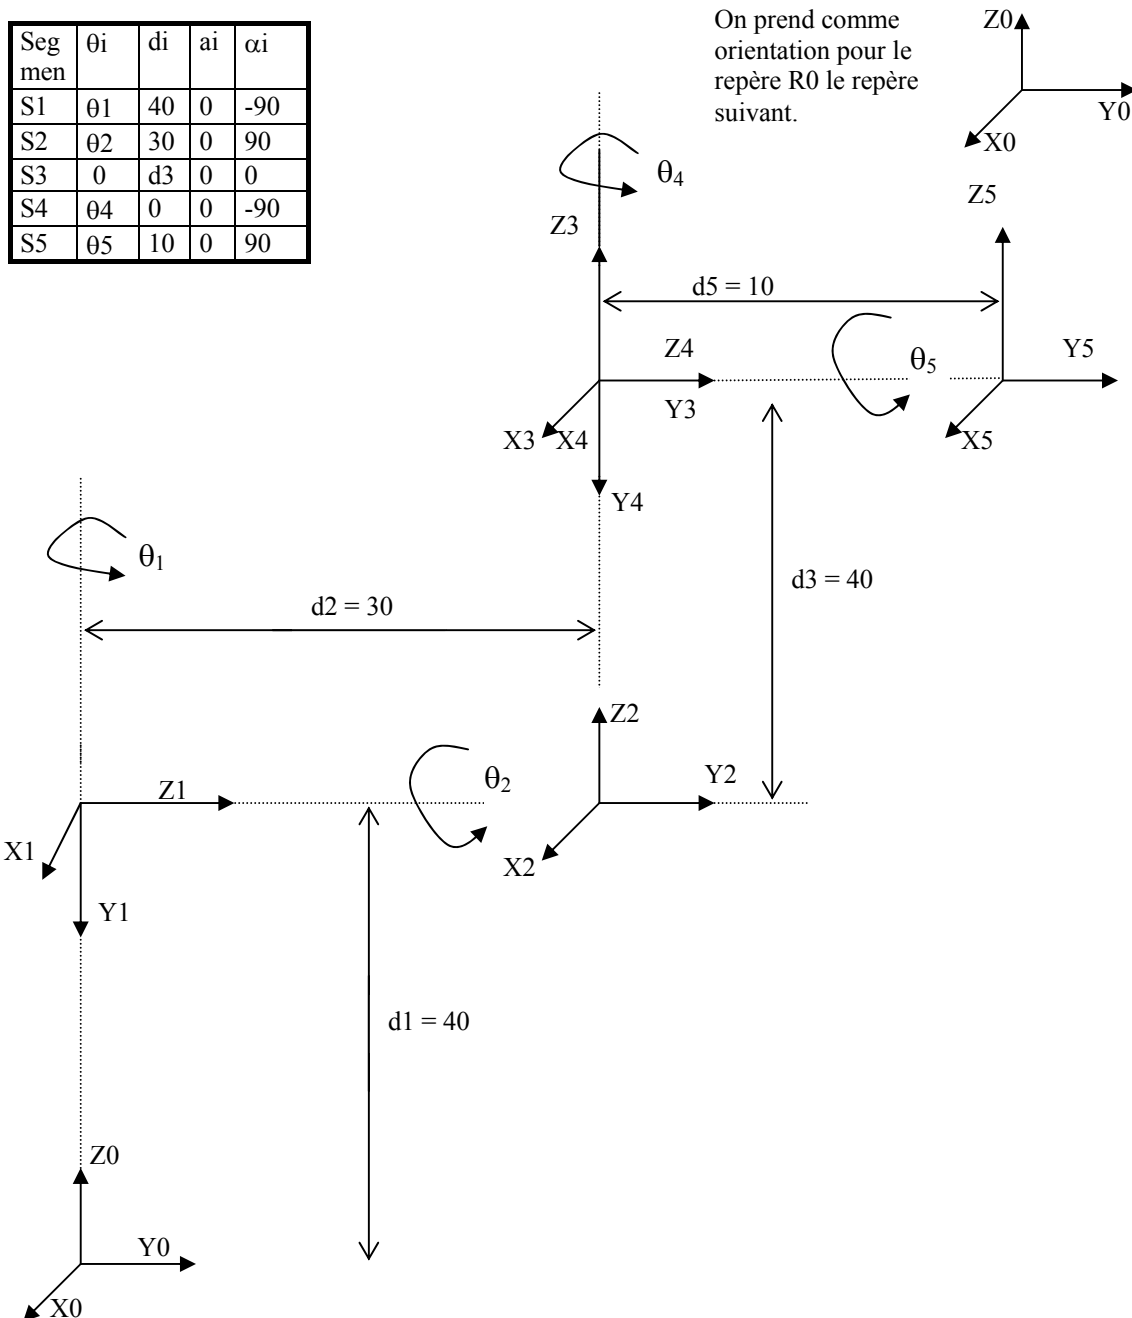 Seg
men θi di ai αi
S1 θ1 40 0 -90
S2 θ2 30 0 90
S3 0 d3 0 0
S4 θ4 0 0 -90
S5 θ5 10 0 90
On prend comme
orientation pour le
repère R0 le repère
suivant.
Z0
Y0
X0
θ4
Z3
Z5
d5 = 10
Z4
θ5
Y5
Y3
X3
X4
X5
Y4
θ1
d3 = 40
d2 = 30
Z2
Z1
θ2
Y2
X1
X2
Y1
d1 = 40
Z0
Y0
X0